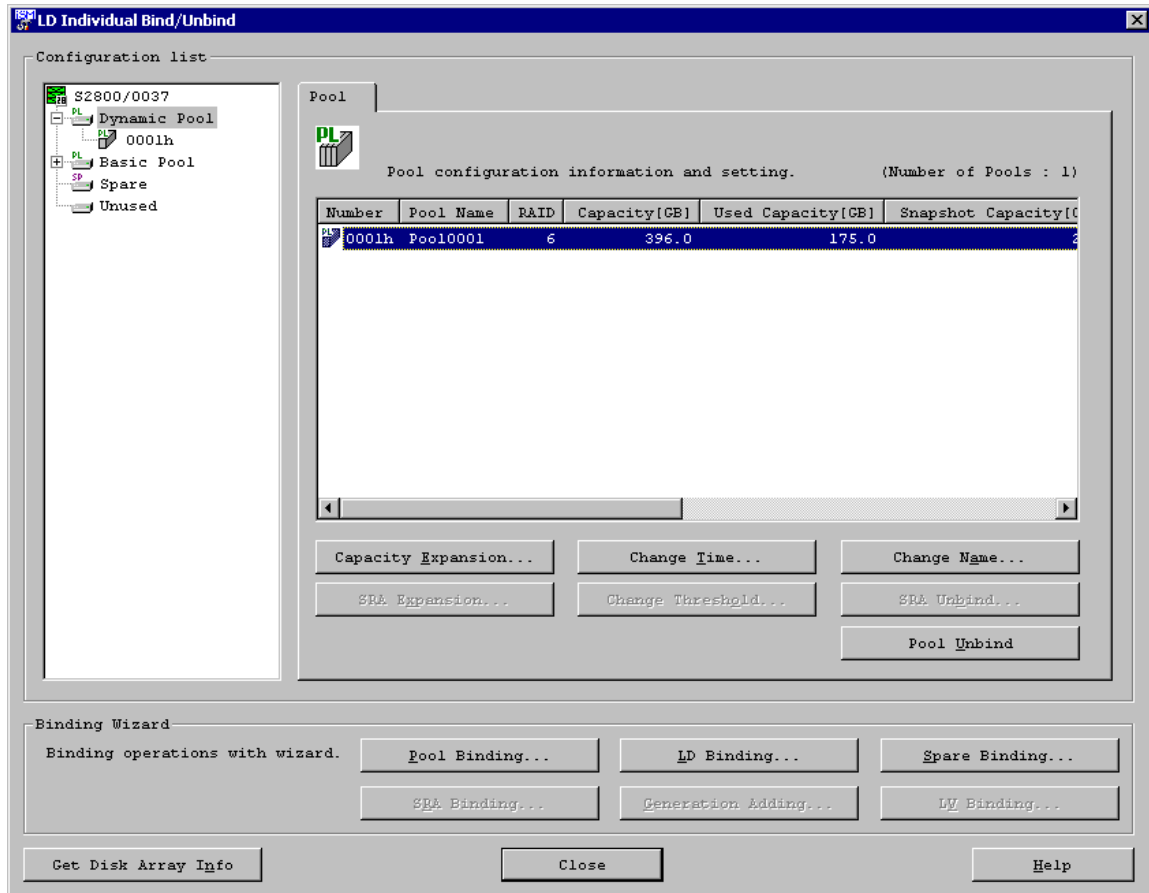 LD Individual Bind/Unbind
Configuration list
S2800/0037
Dynamic Pool
0001h
Basic Pool
Spare
Unused
Pool
Pool configuration information and setting. (Number of Pools : 1)
Number Pool Name RAID Capacity[GB] Used Capacity[GB] Snapshot Capacity[G
0001h Pool0001 6 396.0 175.0
Capacity Expansion... Change Time... Change Name...
SRA Expansion... Change Threshold... SRA Unbind...
Pool Unbind
Binding Wizard
Binding operations with wizard. Pool Binding... LD Binding... Spare Binding...
SRA Binding... Generation Adding... LV Binding...
Get Disk Array Info Close Help